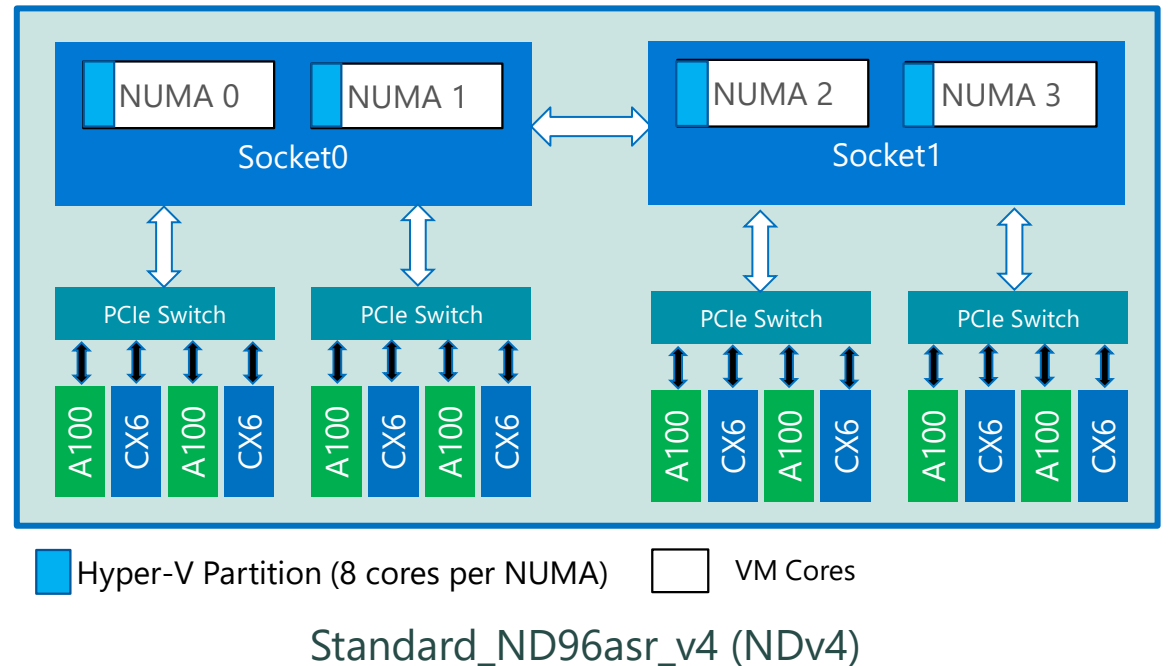 NUMA 0
NUMA 1
NUMA 2
NUMA 3
Socket0
Socket1
PCIe Switch
PCIe Switch
PCIe Switch
PCIe Switch
A100
CX6
A100
CX6
A100
CX6
A100
CX6
A100
CX6
A100
CX6
A100
CX6
A100
CX6
Hyper-V Partition (8 cores per NUMA)
VM Cores
Standard_ND96asr_v4 (NDv4)